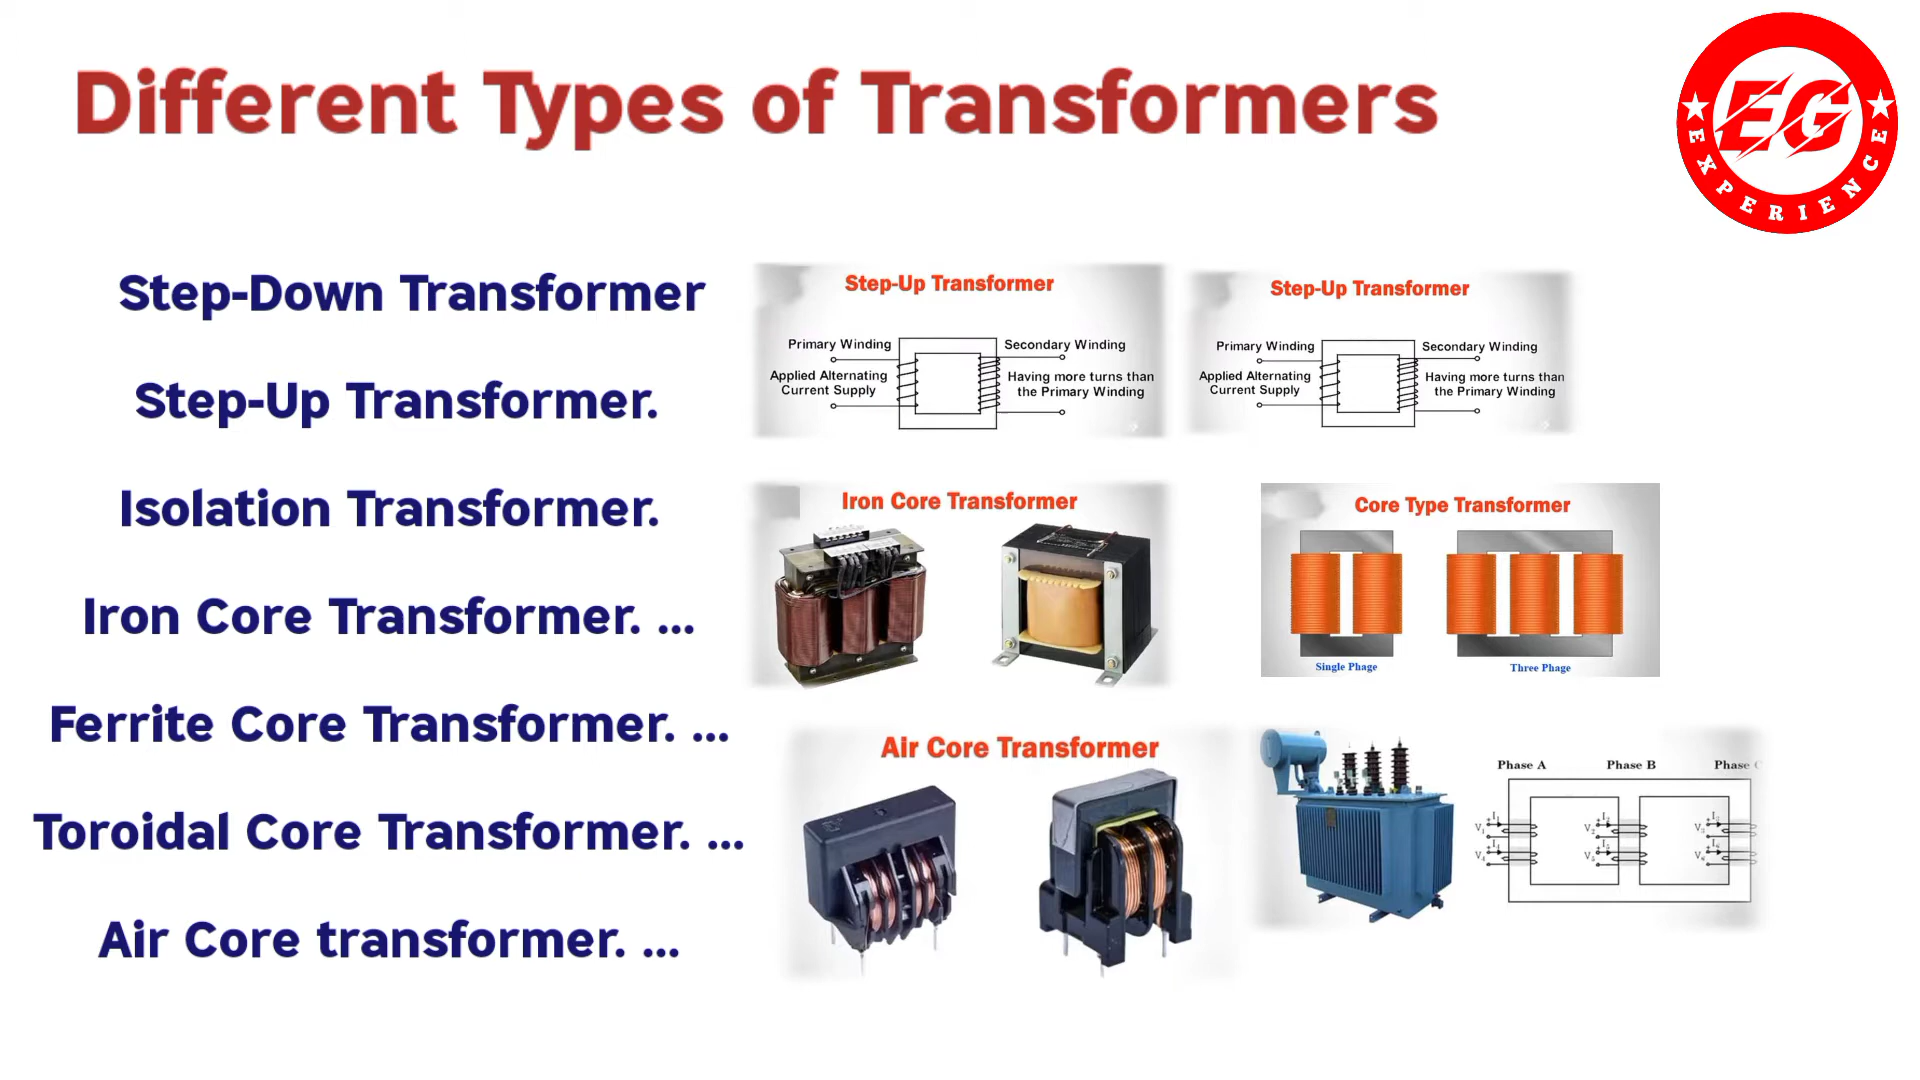 Different Types of Transformers
EG
EXPERIENCE
Step-Down Transformer
Step-Up Transformer.
Isolation Transformer.
Iron Core Transformer. ...
Ferrite Core Transformer. ...
Toroidal Core Transformer. ...
Air Core transformer. ...
Step-Up Transformer
Primary Winding
Secondary Winding
Applied Alternating
Current Supply
Having more turns than
the Primary Winding
Step-Up Transformer
Primary Winding
Secondary Winding
Applied Alternating
Current Supply
Having more turns than
the Primary Winding
Iron Core Transformer
Core Type Transformer
Single Phage
Three Phage
Air Core Transformer
Phase A
Phase B
Phase C